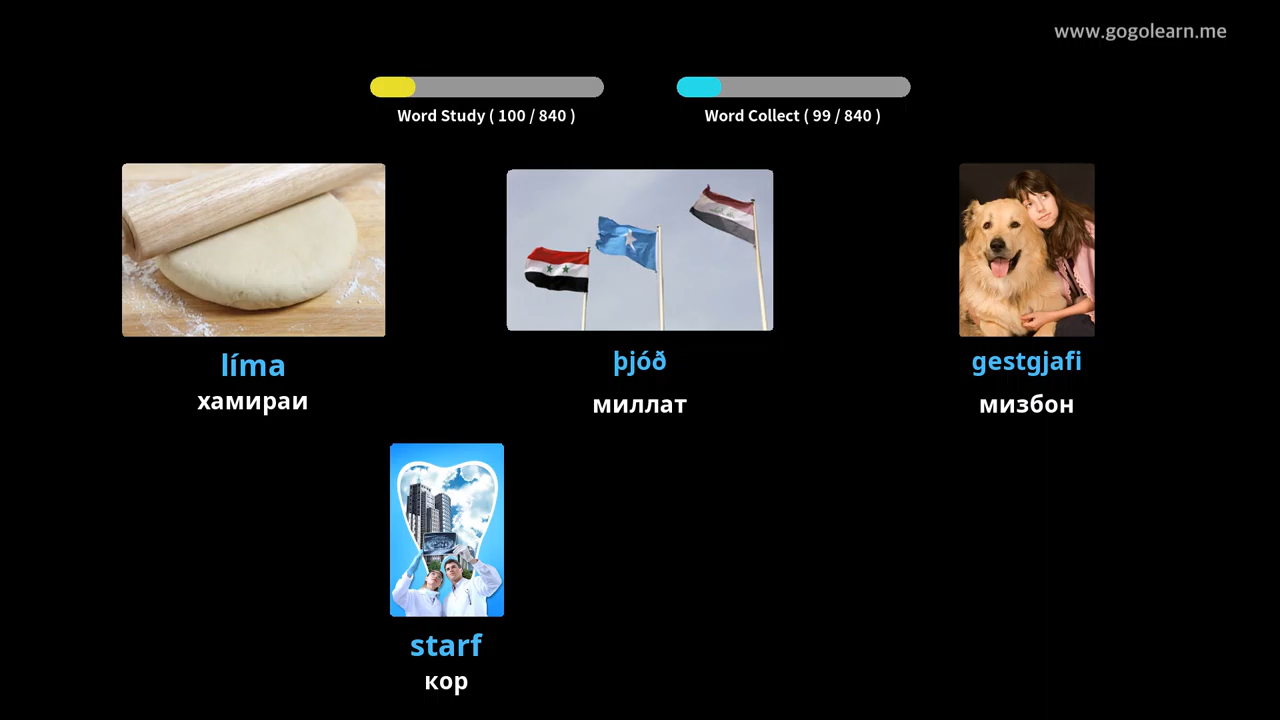 www.gogolearn.me
Word Study ( 100 / 840 )
Word Collect ( 99 / 840 )
líma
хамираи
þjóð
миллат
gestgjafi
мизбон
starf
кор